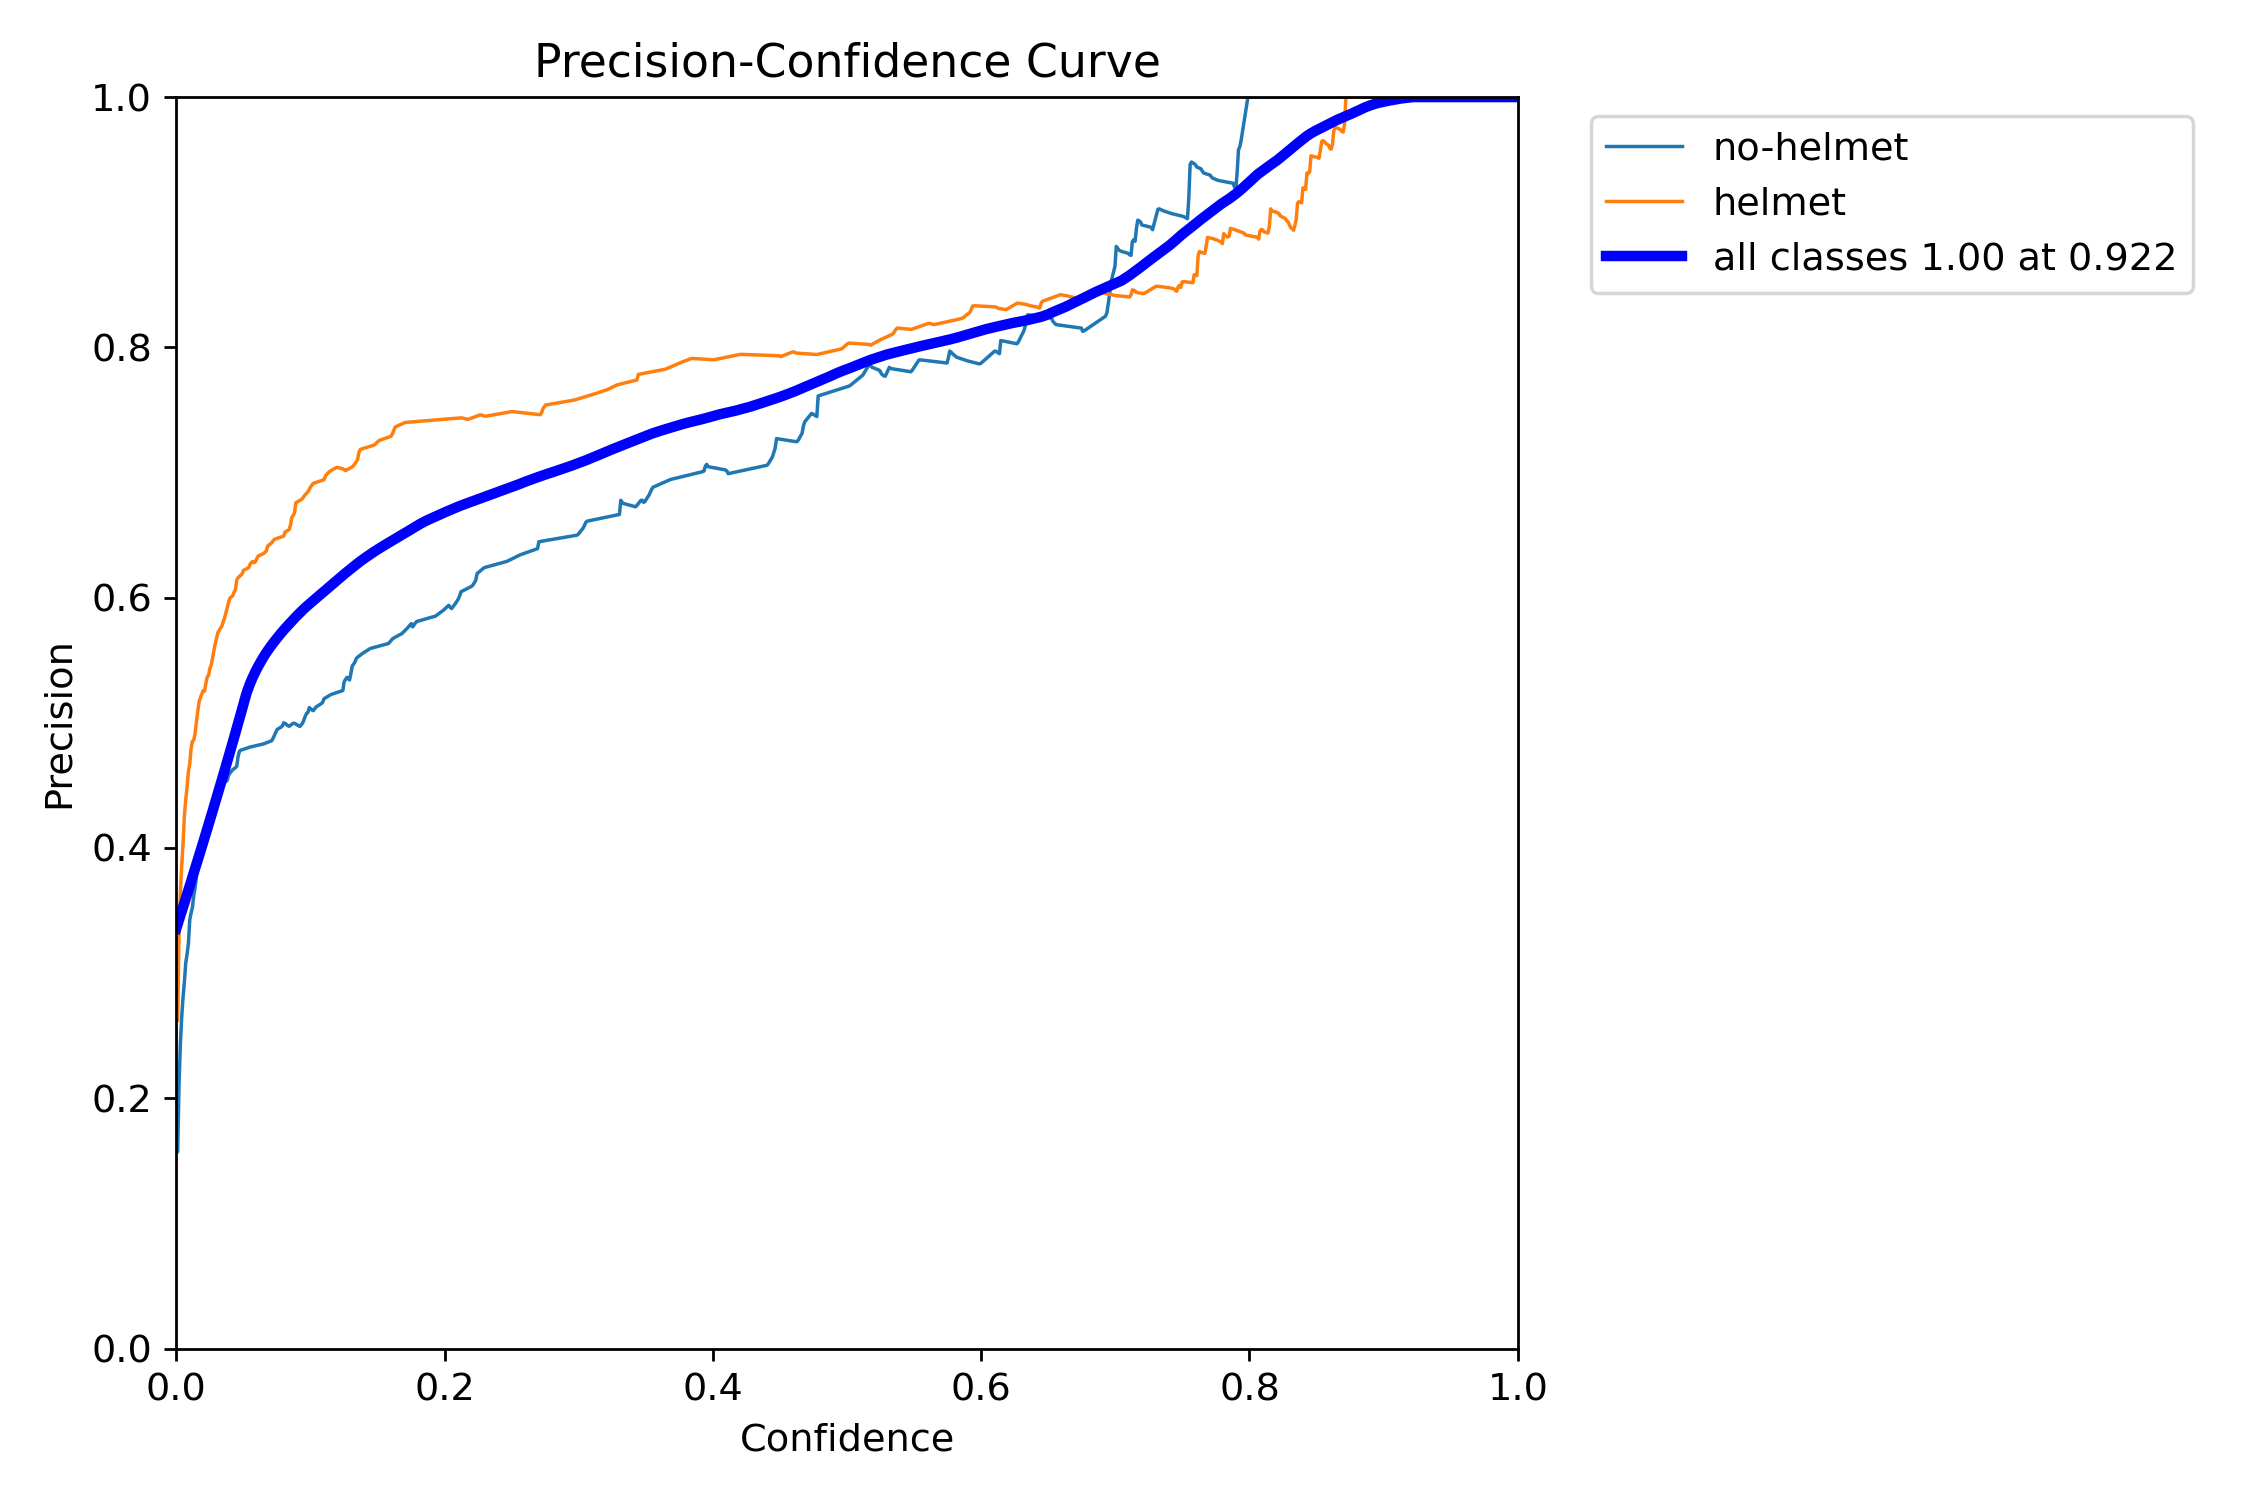 Precision-Confidence Curve
1.0
0.8
0.6
0.4
0.2
0.0
Precision
0.0 0.2 0.4 0.6 0.8 1.0
Confidence
no-helmet
helmet
all classes 1.00 at 0.922